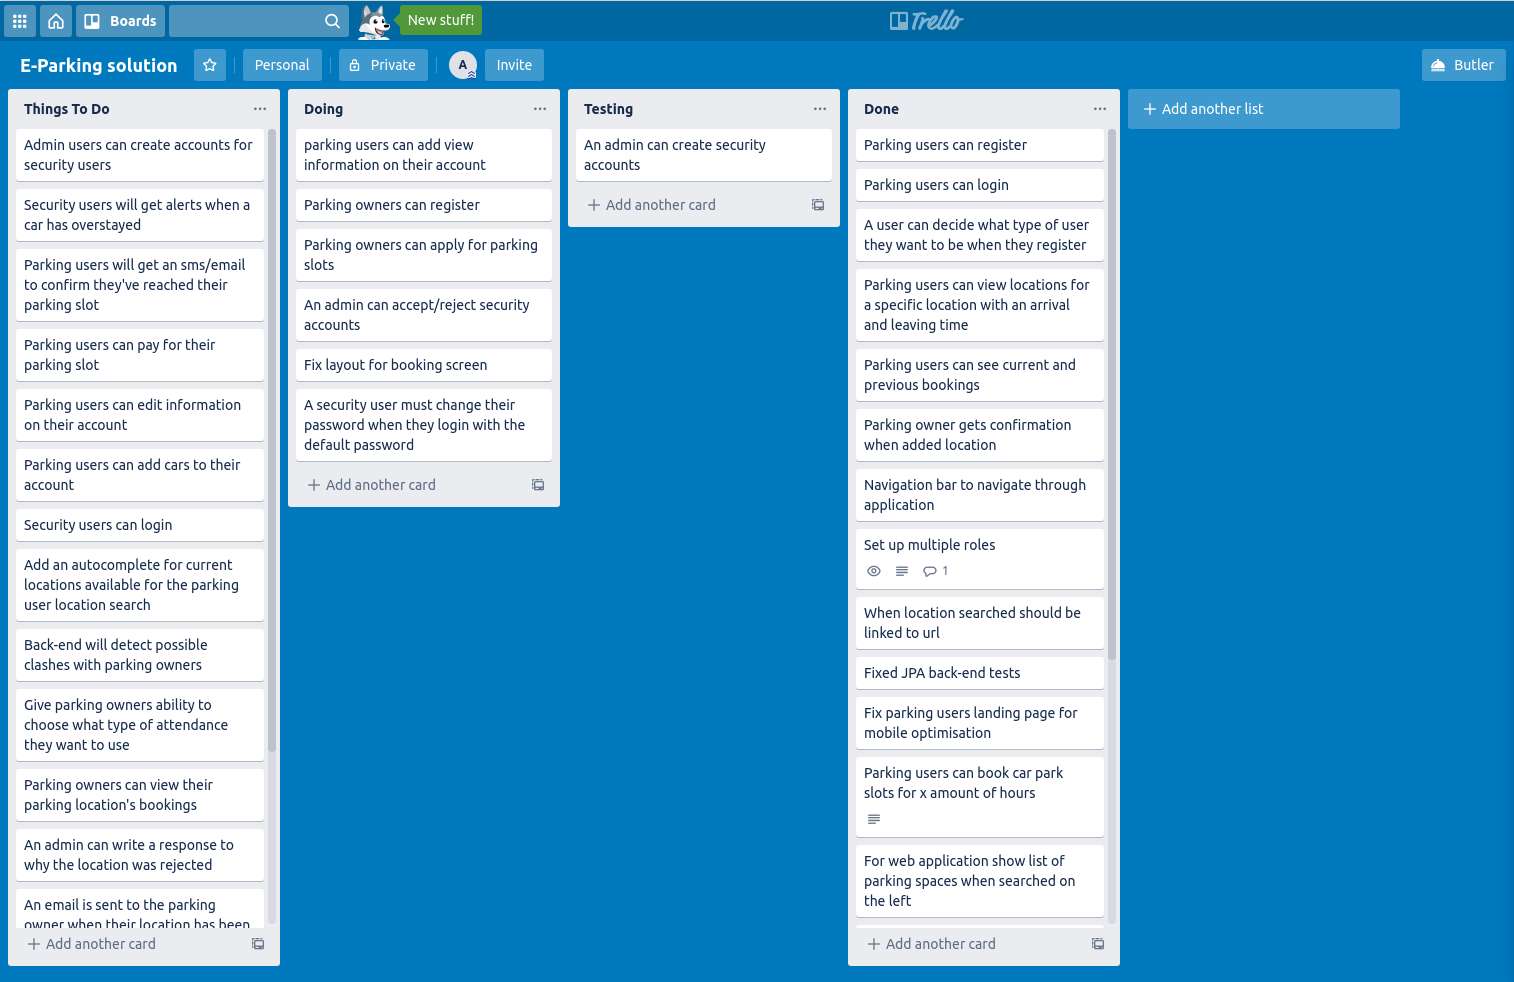 Boards
New stuff!
Trello
E-Parking solution
Personal
Private
A
Invite
Butler
Things To Do
Admin users can create accounts for
security users
Security users will get alerts when a
car has overstayed
Parking users will get an sms/email
to confirm they've reached their
parking slot
Parking users can pay for their
parking slot
Parking users can edit information
on their account
Parking users can add cars to their
account
Security users can login
Add an autocomplete for current
locations available for the parking
user location search
Back-end will detect possible
clashes with parking owners
Give parking owners ability to
choose what type of attendance
they want to use
Parking owners can view their
parking location's bookings
An admin can write a response to
why the location was rejected
An email is sent to the parking
owner when their location has been
Add another card
Doing
parking users can add view
information on their account
Parking owners can register
Parking owners can apply for parking
slots
An admin can accept/reject security
accounts
Fix layout for booking screen
A security user must change their
password when they login with the
default password
Add another card
Testing
An admin can create security
accounts
Add another card
Done
Parking users can register
Parking users can login
A user can decide what type of user
they want to be when they register
Parking users can view locations for
a specific location with an arrival
and leaving time
Parking users can see current and
previous bookings
Parking owner gets confirmation
when added location
Navigation bar to navigate through
application
Set up multiple roles
1
When location searched should be
linked to url
Fixed JPA back-end tests
Fix parking users landing page for
mobile optimisation
Parking users can book car park
slots for x amount of hours
For web application show list of
parking spaces when searched on
the left
Add another card
Add another list